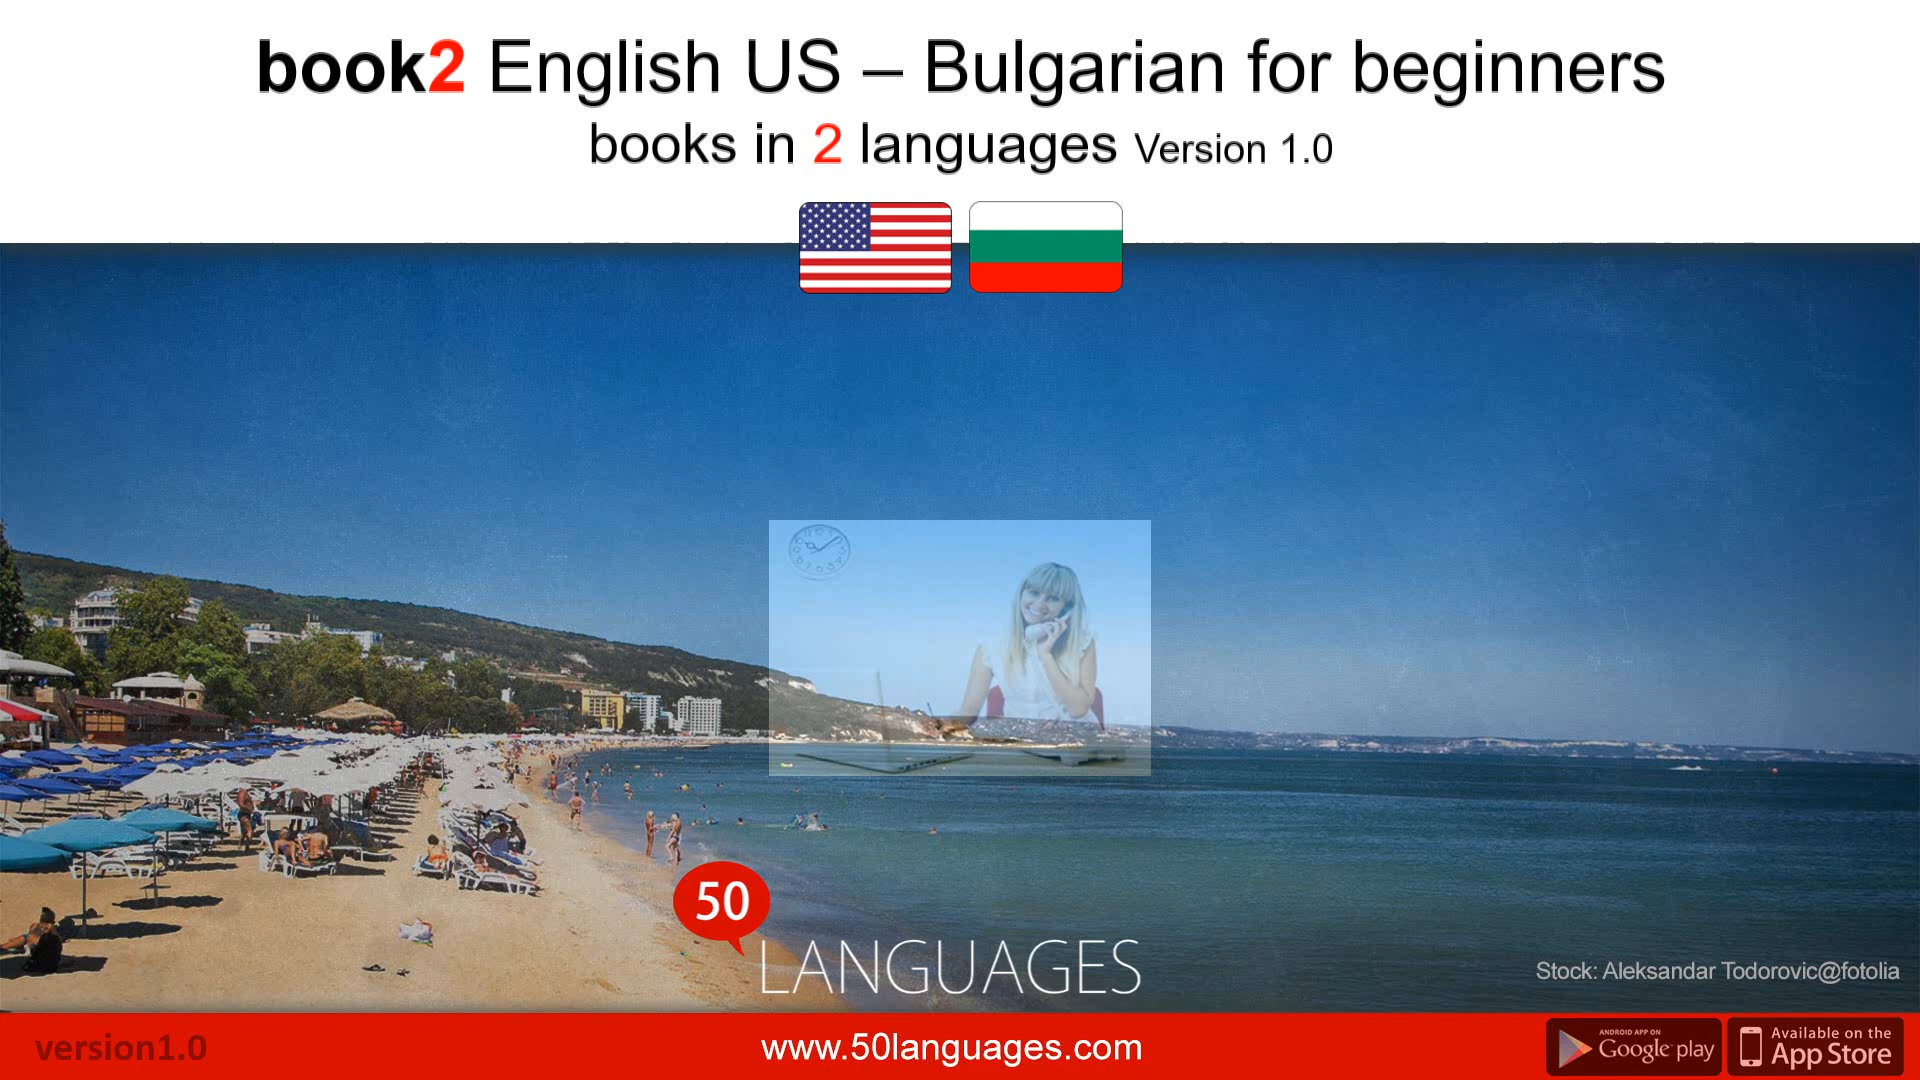 book2 English US – Bulgarian for beginners
books in 2 languages Version 1.0
50
LANGUAGES
Stock: Aleksandar Todorovic@fotolia
version1.0
www.50languages.com
ANDROID APP ON
Google play
Available on the
App Store